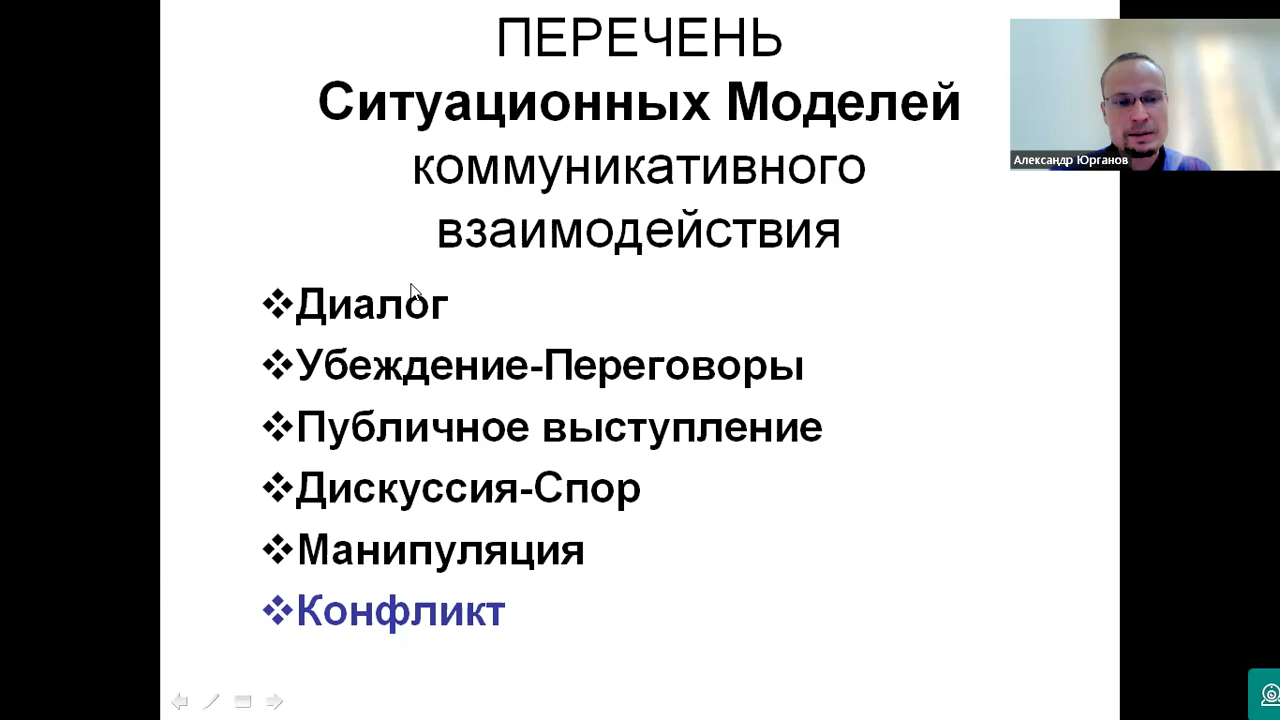 ПЕРЕЧЕНЬ
Ситуационных Моделей
коммуникативного
взаимодействия
Александр Юрганов
❖Диалог
❖Убеждение-Переговоры
❖Публичное выступление
❖Дискуссия-Спор
❖Манипуляция
❖Конфликт